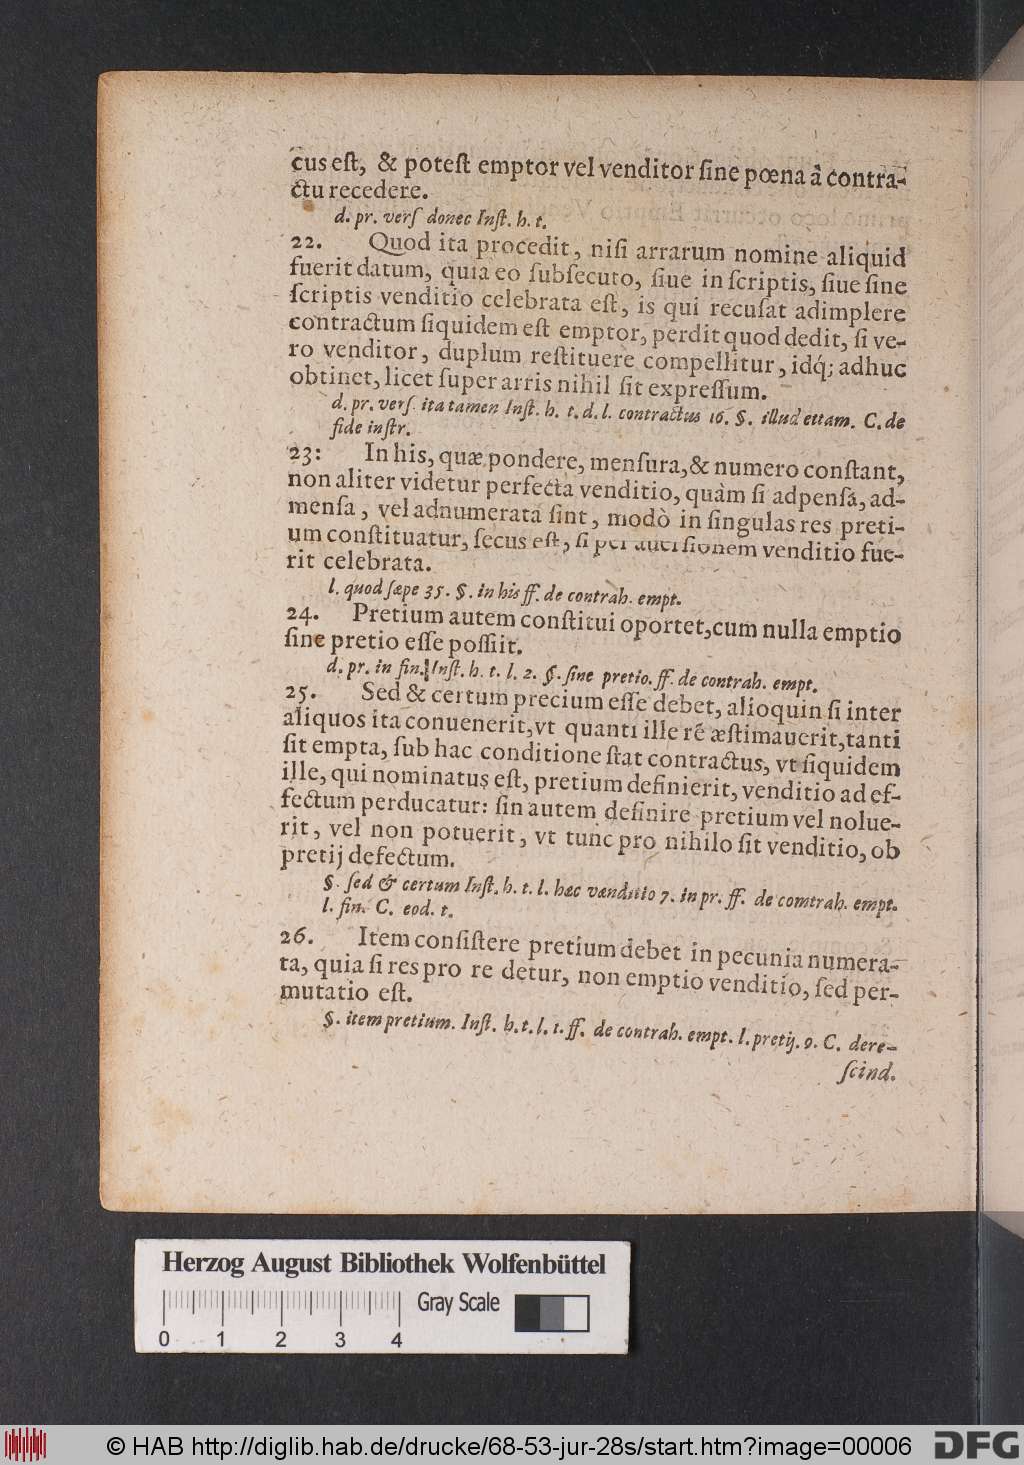 cus eſt, & poteſt emptor vel venditor ſine pœna â contra-
ctu recedere.
d. pr. verſ donec Inſt. h. t.
22. Quod ita procedit, niſi arrarum nomine aliquid
fuerit datum, quia eo ſubſecuto, ſiue in ſcriptis, ſiue ſine
ſcriptis venditio celebrata eſt, is qui recuſat adimplere
contractum ſiquidem eſt emptor, perdit quod dedit, ſi ve-
ro venditor, duplum reſtituere compellitur, idq́; adhuc
obtinet, licet ſuper arris nihil ſit expreſſum.
d. pr. verſ. ita tamen Inſt. h. t. d. l. contractus 16. §. illud ettam. C. de
fide inſtr.
23: In his, quæ pondere, menſura, & numero conſtant,
non aliter videtur perfecta venditio, quàm ſi adpenſa, ad-
menſa, vel adnumerata ſint, modò in ſingulas res preti-
um conſtituatur, ſecus eſt, ſi per auerſionem venditio fue-
rit celebrata.
l. quod ſæpe 35. §. in his ff. de contrah. empt.
24. Pretium autem conſtitui oportet, cum nulla emptio
ſine pretio eſſe poſſiit.
d. pr. in fin. Inſt. h. t. l. 2. §. ſine pretio. ff. de contrah. empt.
25. Sed & certum precium eſſe debet, alioquin ſi inter
aliquos ita conuenerit, vt quanti ille rẽ æſtimauerit, tanti
ſit empta, ſub hac conditione ſtat contractus, vt ſiquidem
ille, qui nominatus eſt, pretium definierit, venditio ad ef-
fectum perducatur: ſin autem definire pretium vel nolue-
rit, vel non potuerit, vt tunc pro nihilo ſit venditio, ob
pretij defectum.
§. ſed & certum Inſt. h. t. l. hæc vænditio 7. in pr. ff. de comtrah. empt.
l. fin. C. eod. t.
26. Item conſiſtere pretium debet in pecunia numera-
ta, quia ſi res pro re detur, non emptio venditio, ſed per-
mutatio eſt.
§. item pretium. Inſt. h. t. l. 1. ff. de contrah. empt. l. pretij. 9. C. dere-
ſcind.
Herzog August Bibliothek Wolfenbüttel
Gray Scale
0 1 2 3 4
© HAB http://diglib.hab.de/drucke/68-53-jur-28s/start.htm?image=00006
DFG